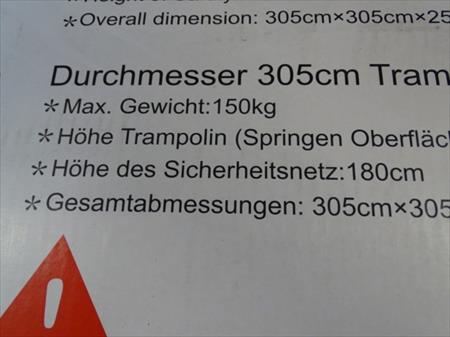 *Overall dimension: 305cm×305cm×25
Durchmesser 305cm Tram
*Max. Gewicht:150kg
*Höhe Trampolin (Springen Oberfläc
*Höhe des Sicherheitsnetz:180cm
*Gesamtabmessungen: 305cm×305
!